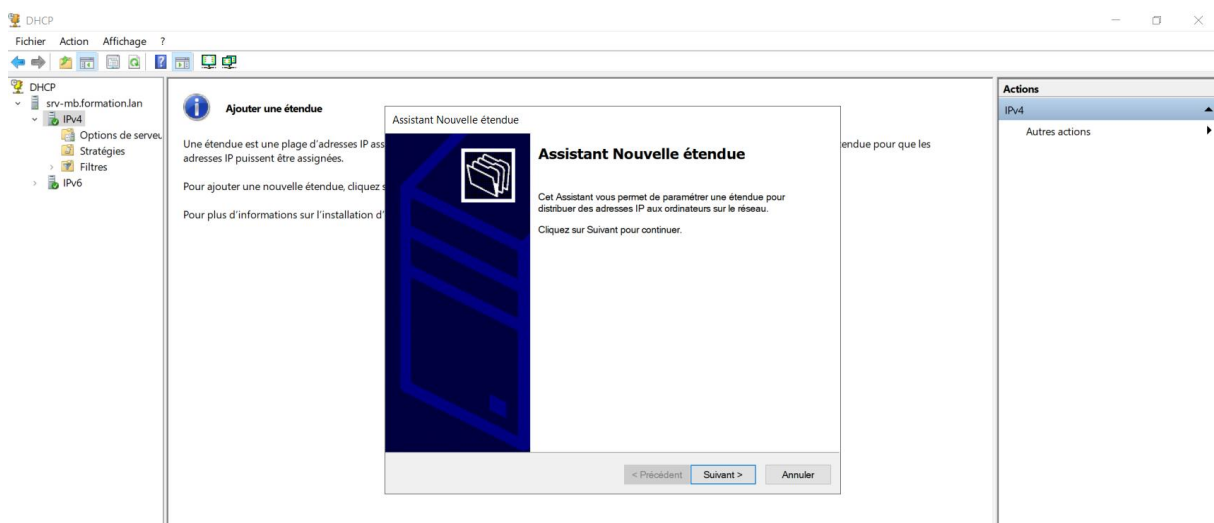 DHCP
Fichier Action Affichage ?
DHCP
srv-mb.formation.lan
IPv4
Options de serveu
Stratégies
Filtres
IPv6
Ajouter une étendue
Une étendue est une plage d'adresses IP ass
endue pour que les
adresses IP puissent être assignées.
Pour ajouter une nouvelle étendue, cliquez s
Pour plus d'informations sur l'installation d'
Assistant Nouvelle étendue
Assistant Nouvelle étendue
Cet Assistant vous permet de paramétrer une étendue pour
distribuer des adresses IP aux ordinateurs sur le réseau.
Cliquez sur Suivant pour continuer.
< Précédent Suivant > Annuler
Actions
IPv4
Autres actions